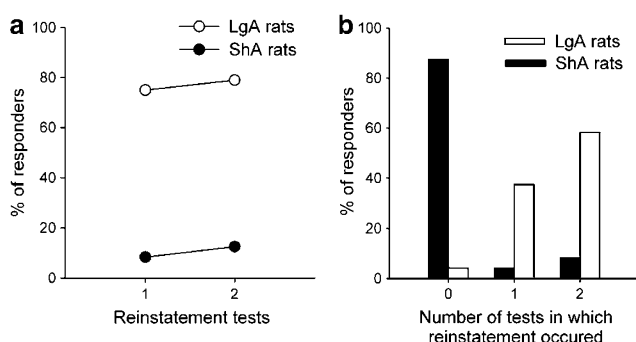 a
LgA rats
ShA rats
100
80
60
40
20
0
% of responders
1 2
Reinstatement tests
b
LgA rats
ShA rats
100
80
60
40
20
0
% of responders
0 1 2
Number of tests in which
reinstatement occured